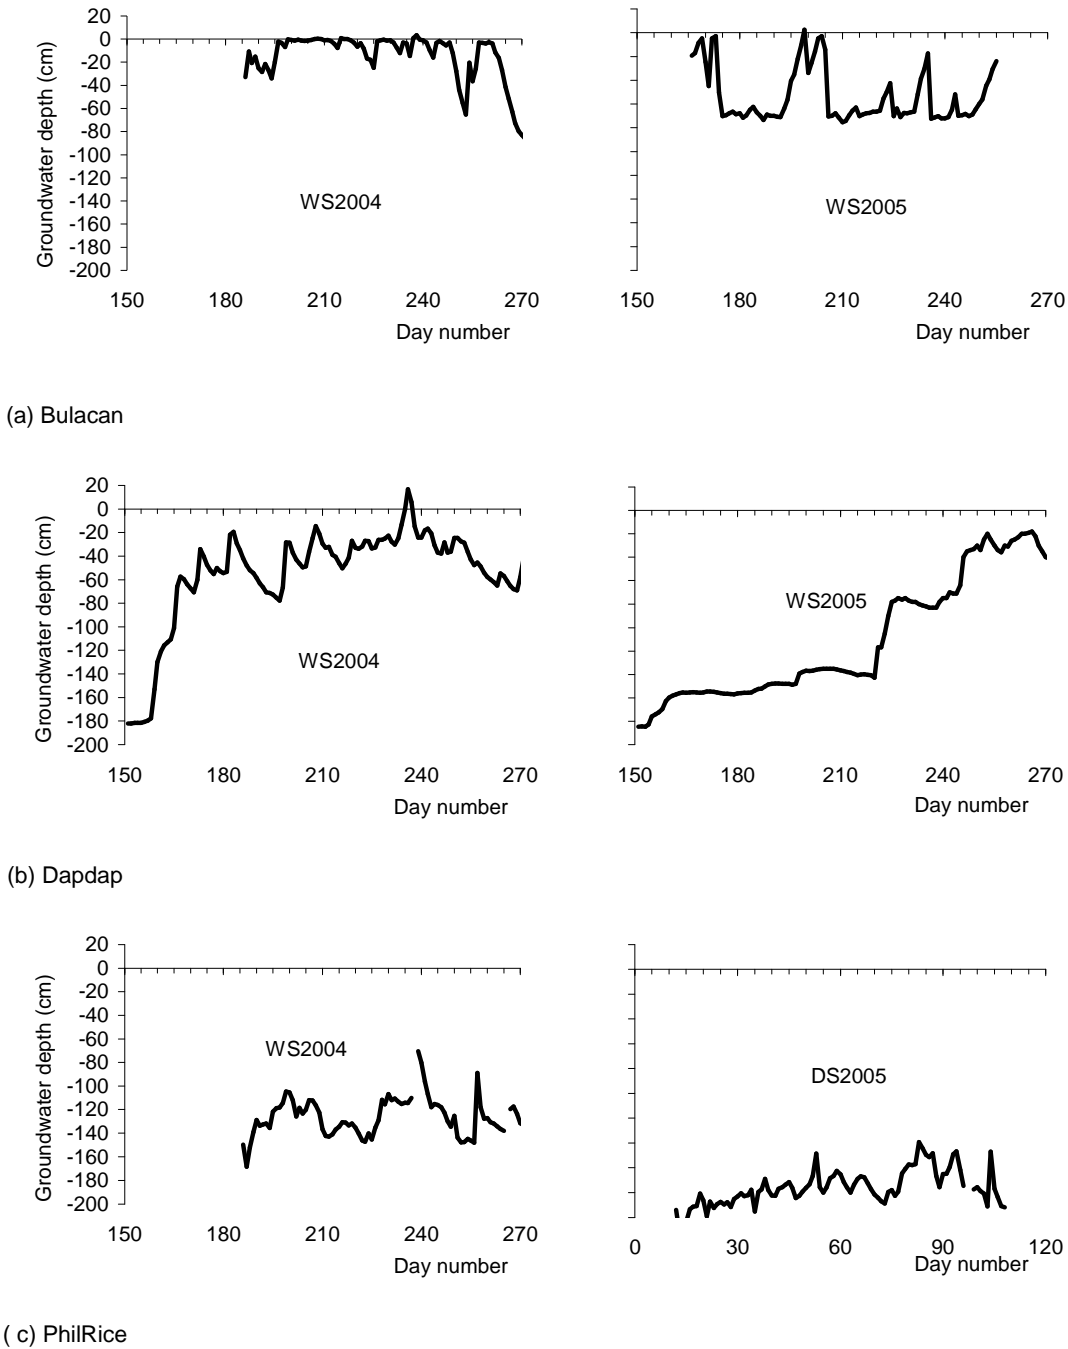 20
0
-20
-40
-60
-80
-100
-120
-140
-160
-180
-200
Groundwater depth (cm)
WS2004
150 180 210 240 270
Day number
WS2005
150 180 210 240 270
Day number
(a) Bulacan
20
0
-20
-40
-60
-80
-100
-120
-140
-160
-180
-200
Groundwater depth (cm)
WS2004
150 180 210 240 270
Day number
WS2005
150 180 210 240 270
Day number
(b) Dapdap
20
0
-20
-40
-60
-80
-100
-120
-140
-160
-180
-200
Groundwater depth (cm)
WS2004
150 180 210 240 270
Day number
DS2005
0 30 60 90 120
Day number
( c) PhilRice